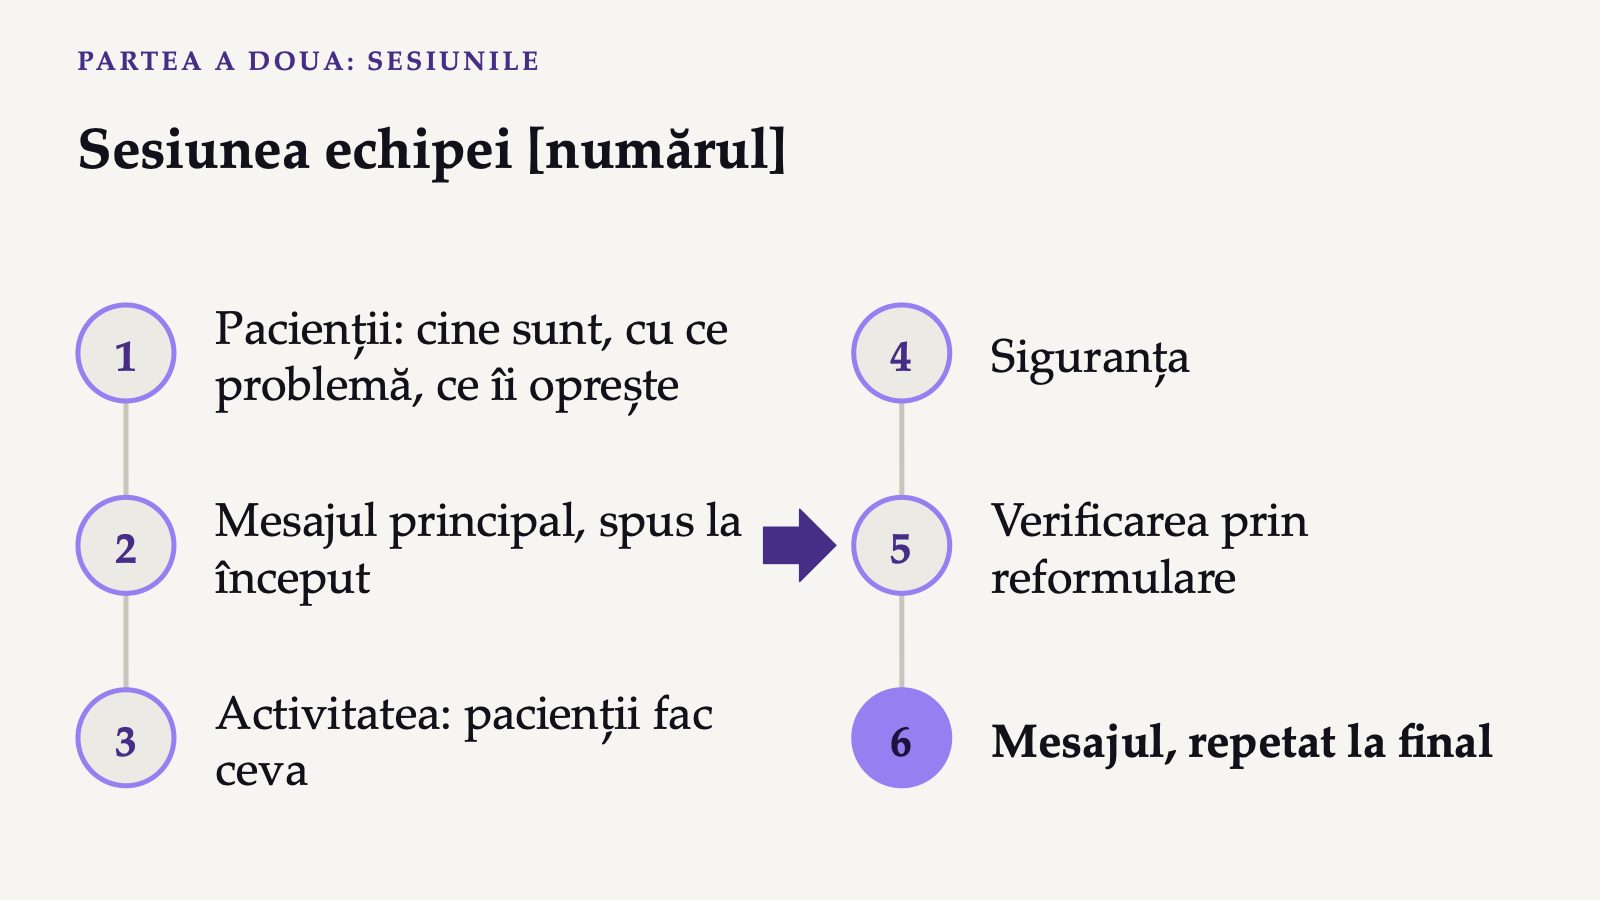 PARTEA A DOUA: SESIUNILE
Sesiunea echipei [numărul]
1
Pacienții: cine sunt, cu ce
problemă, ce îi oprește
2
Mesajul principal, spus la
început
3
Activitatea: pacienții fac
ceva
4
Siguranța
5
Verificarea prin
reformulare
6
Mesajul, repetat la final